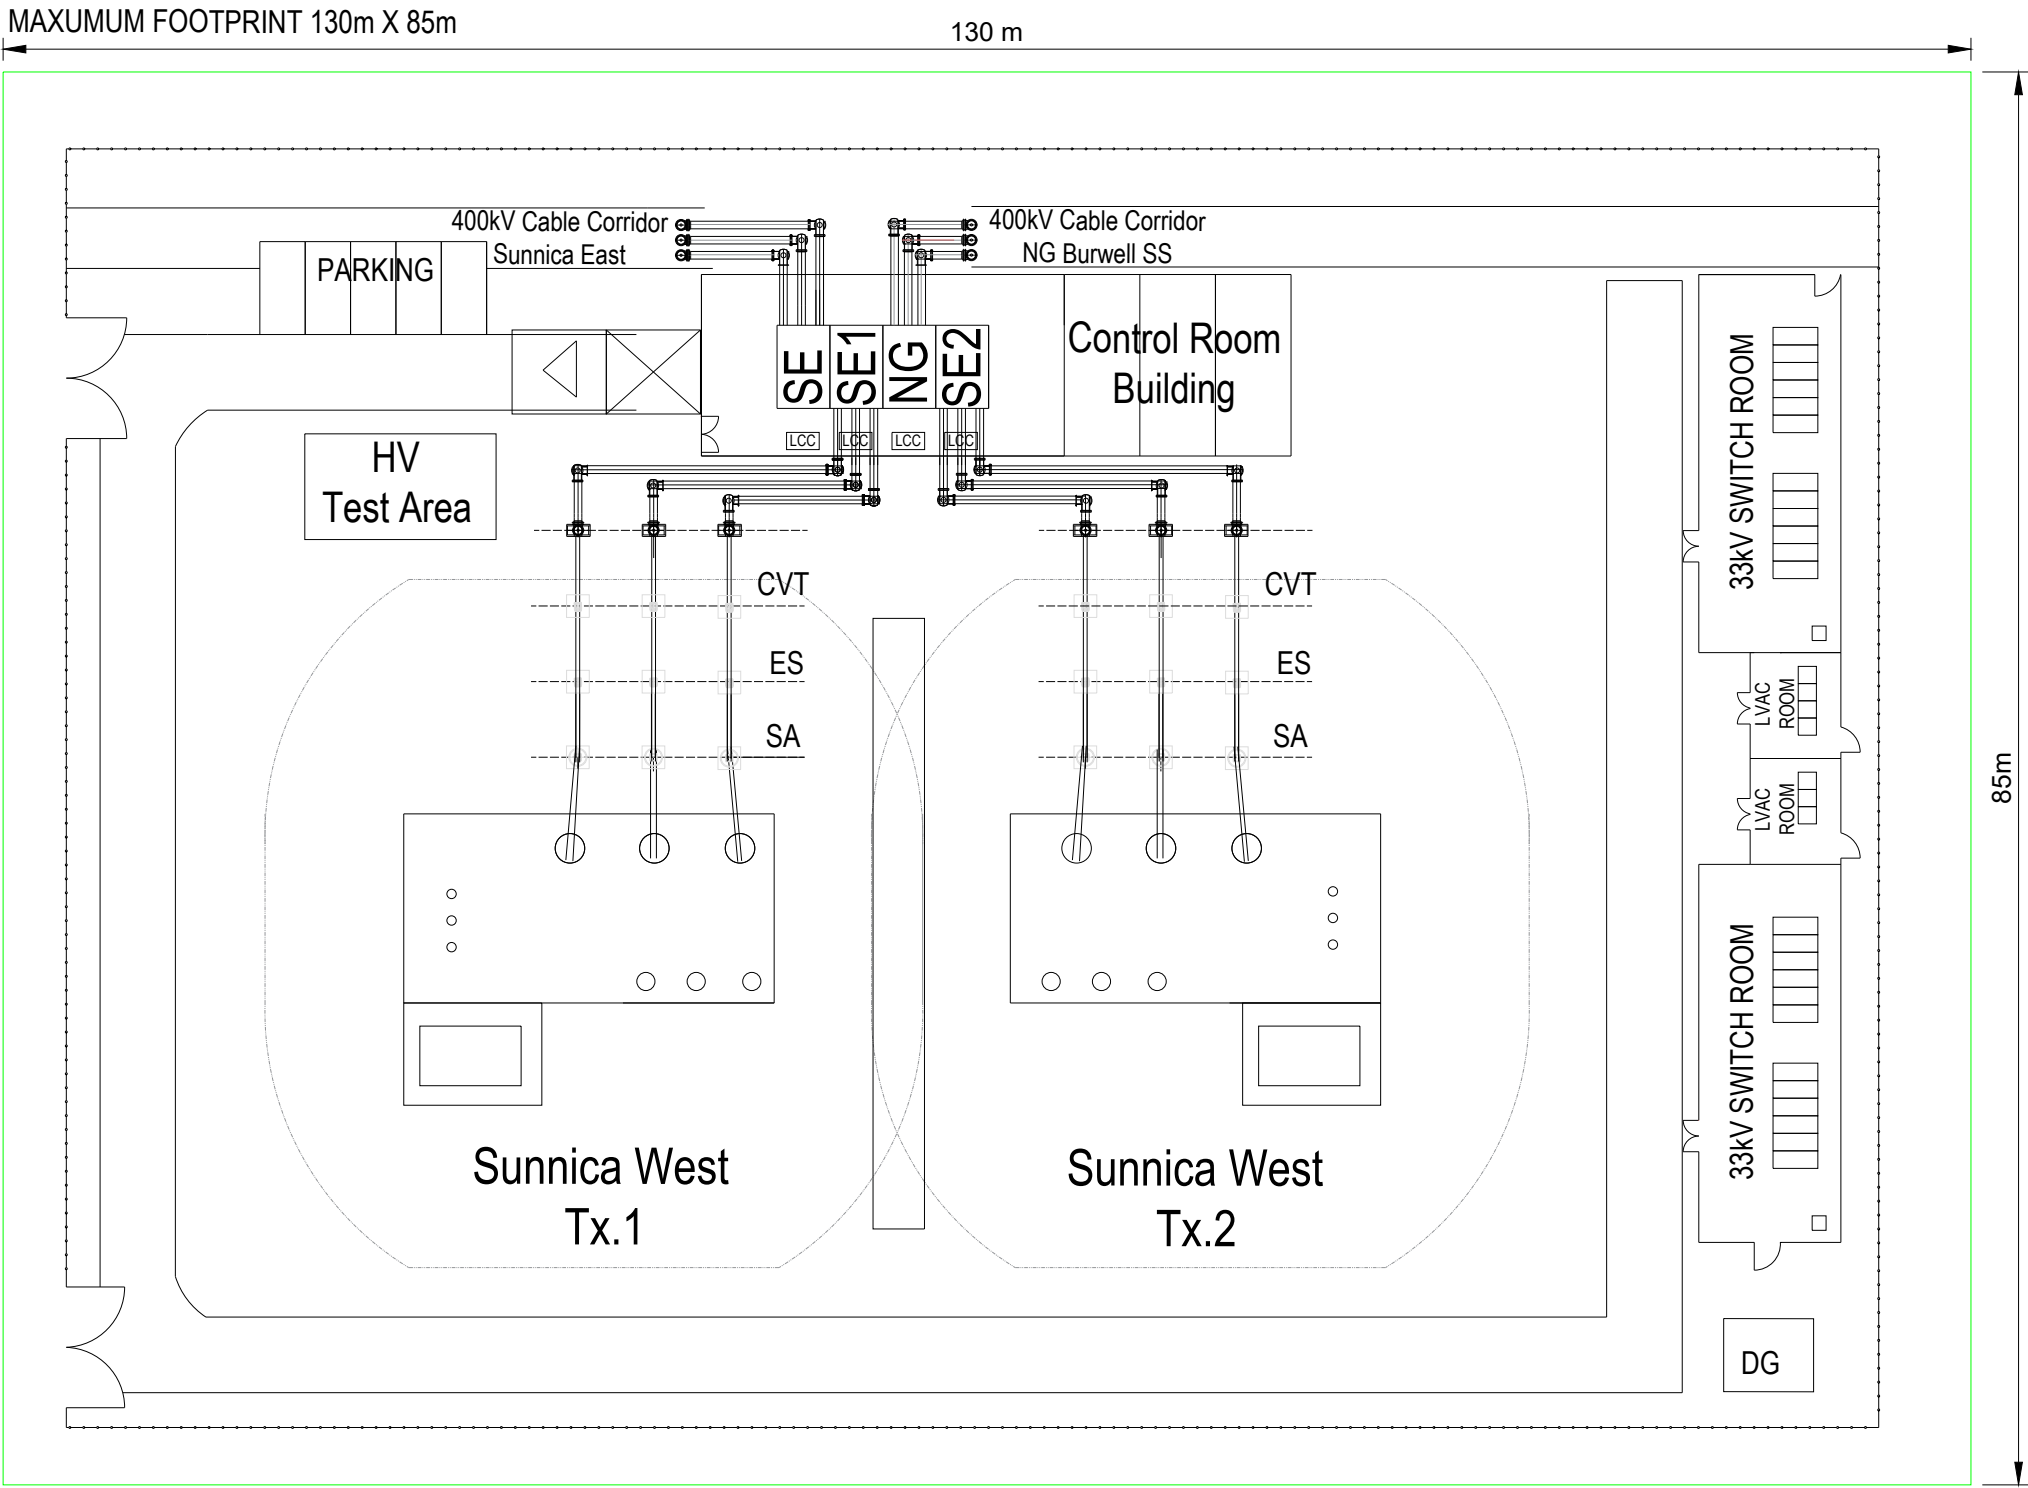 MAXUMUM FOOTPRINT 130m X 85m
130 m
400kV Cable Corridor
Sunnica East
400kV Cable Corridor
NG Burwell SS
PARKING
SE
SE1
NG
SE2
Control Room
Building
LCC
LCC
LCC
LCC
HV
Test Area
33kV SWITCH ROOM
CVT
CVT
ES
ES
SA
SA
LVAC
ROOM
LVAC
ROOM
85m
33kV SWITCH ROOM
Sunnica West
Tx.1
Sunnica West
Tx.2
DG